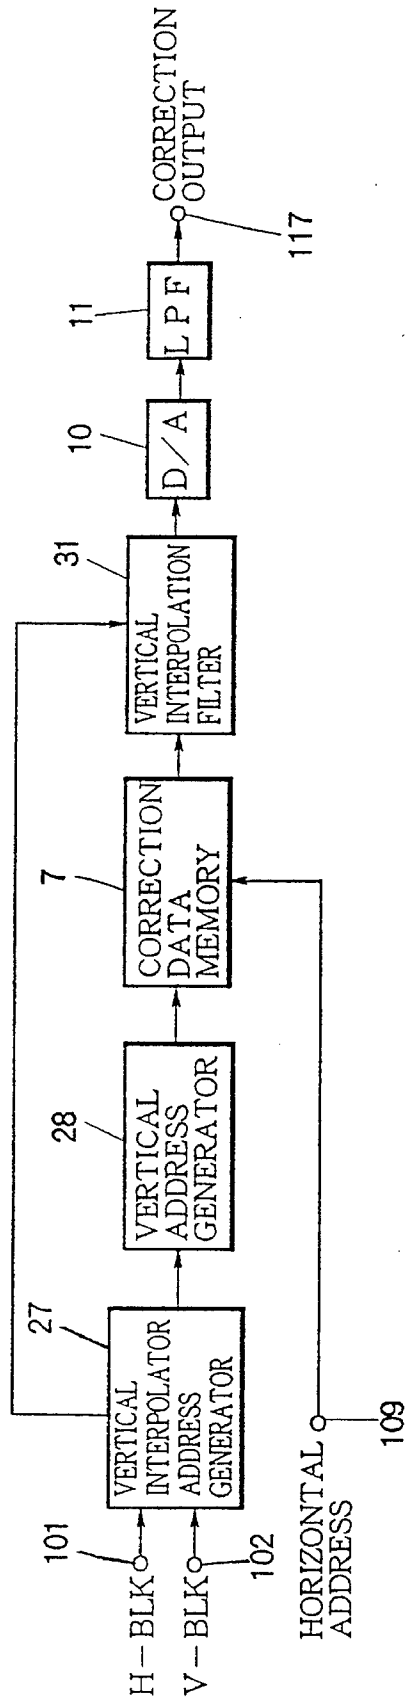 H-BLK
101
V-BLK
102
27
VERTICAL
INTERPOLATOR
ADDRESS
GENERATOR
28
VERTICAL
ADDRESS
GENERATOR
7
CORRECTION
DATA
MEMORY
31
VERTICAL
INTERPOLATION
FILTER
10
D/A
11
LPF
CORRECTION
OUTPUT
117
HORIZONTAL
ADDRESS
109